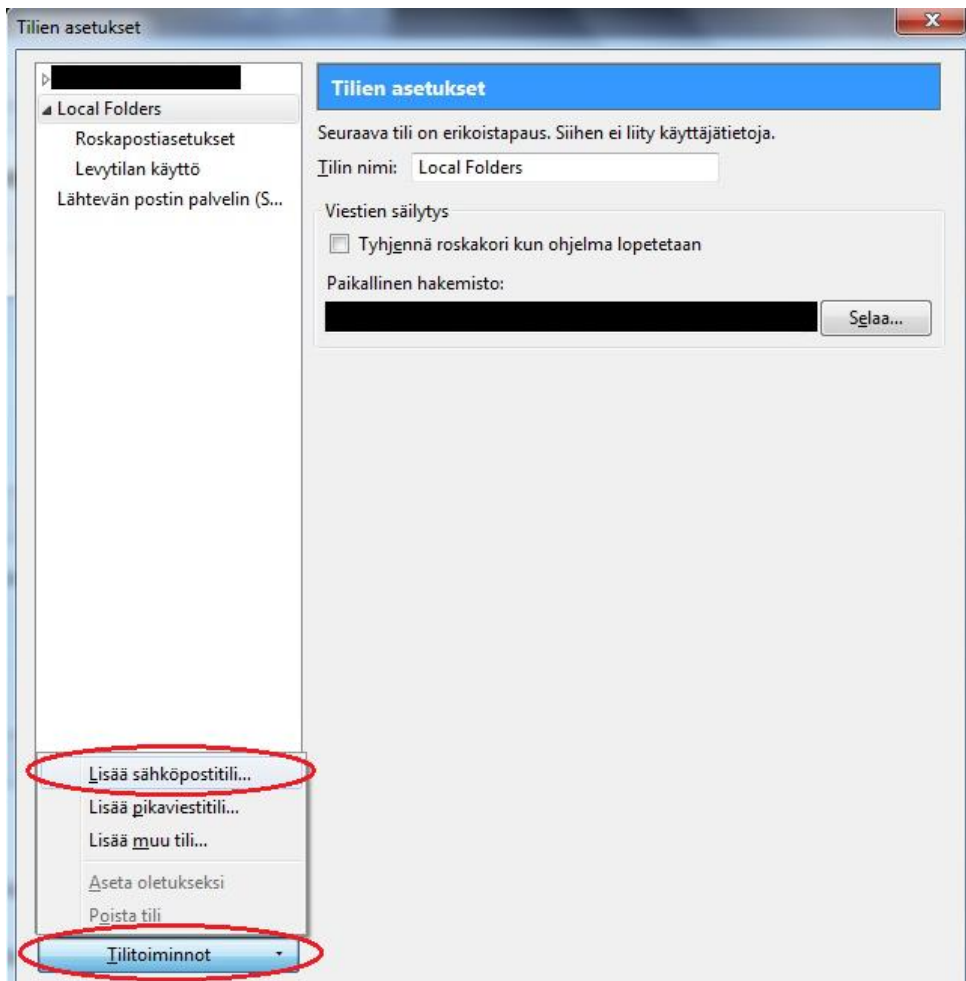 Tilien asetukset
Local Folders
Roskapostiasetukset
Levytilan käyttö
Lähtevän postin palvelin (S...
Tilien asetukset
Seuraava tili on erikoistapaus. Siihen ei liity käyttäjätietoja.
Tilin nimi: Local Folders
Viestien säilytys
Tyhjennä roskakori kun ohjelma lopetetaan
Paikallinen hakemisto:
Selaa...
Lisää sähköpostitili...
Lisää pikaviestitili...
Lisää muu tili...
Aseta oletukseksi
Poista tili
Tilitoiminnot